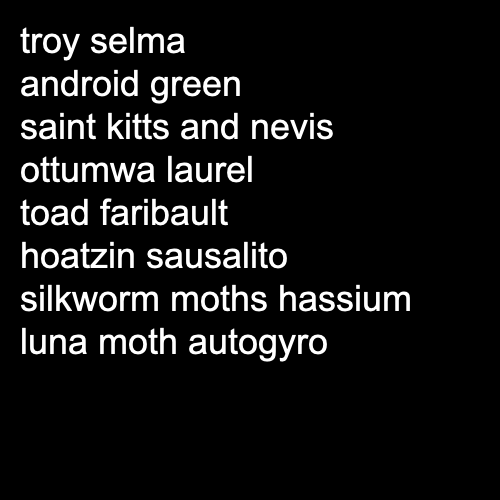 troy selma
android green
saint kitts and nevis
ottumwa laurel
toad faribault
hoatzin sausalito
silkworm moths hassium
luna moth autogyro